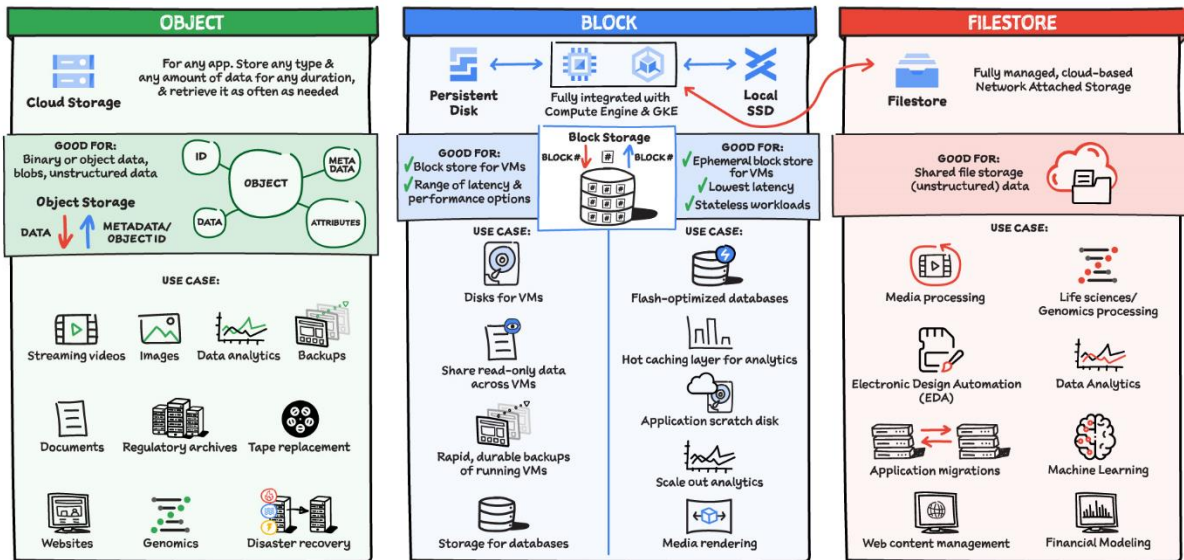 OBJECT
Cloud Storage
For any app. Store any type &
any amount of data for any duration,
& retrieve it as often as needed
GOOD FOR:
Binary or object data,
blobs, unstructured data
Object Storage
DATA
METADATA/
OBJECT ID
ID
META
DATA
OBJECT
DATA
ATTRIBUTES
USE CASE:
Streaming videos
Images
Data analytics
Backups
Documents
Regulatory archives
Tape replacement
Websites
Genomics
Disaster recovery
BLOCK
Persistent
Disk
Fully integrated with
Compute Engine & GKE
Local
SSD
GOOD FOR:
Block store for VMs
Range of latency &
performance options
Block Storage
BLOCK#
#
BLOCK#
# # #
# # #
# # #
GOOD FOR:
Ephemeral block store
for VMs
Lowest latency
Stateless workloads
USE CASE:
Disks for VMs
Share read-only data
across VMs
Rapid, durable backups
of running VMs
Storage for databases
USE CASE:
Flash-optimized databases
Hot caching layer for analytics
Application scratch disk
Scale out analytics
Media rendering
FILESTORE
Filestore
Fully managed, cloud-based
Network Attached Storage
GOOD FOR:
Shared file storage
(unstructured) data
USE CASE:
Media processing
Life sciences/
Genomics processing
Electronic Design Automation
(EDA)
Data Analytics
Application migrations
Machine Learning
Web content management
Financial Modeling